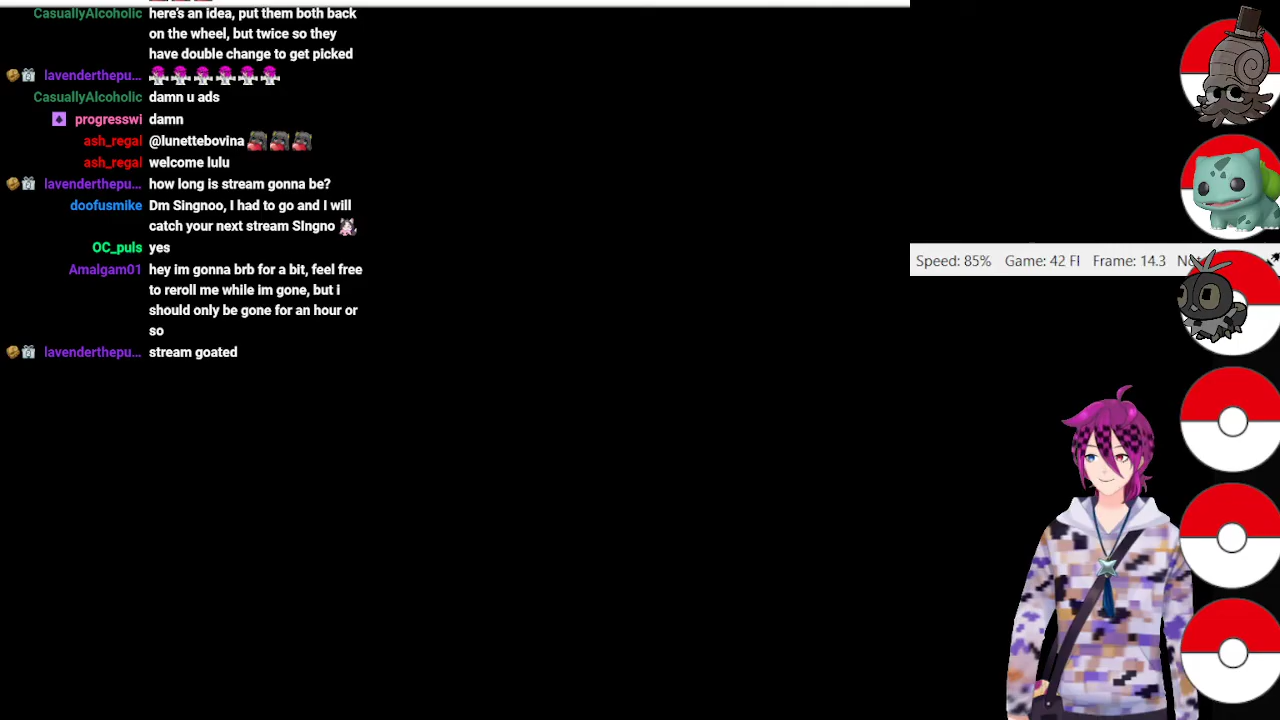 CasuallyAlcoholic here's an idea, put them both back
on the wheel, but twice so they
have double change to get picked
lavenderthepu...
CasuallyAlcoholic damn u ads
progresswi damn
ash_regal @lunettebovina
ash_regal welcome lulu
lavenderthepu... how long is stream gonna be?
doofusmike Dm Singnoo, I had to go and I will
catch your next stream SIngno
OC_puls yes
Amalgam01 hey im gonna brb for a bit, feel free
to reroll me while im gone, but i
should only be gone for an hour or
so
lavenderthepu... stream goated
Speed: 85% Game: 42 FI Frame: 14.3